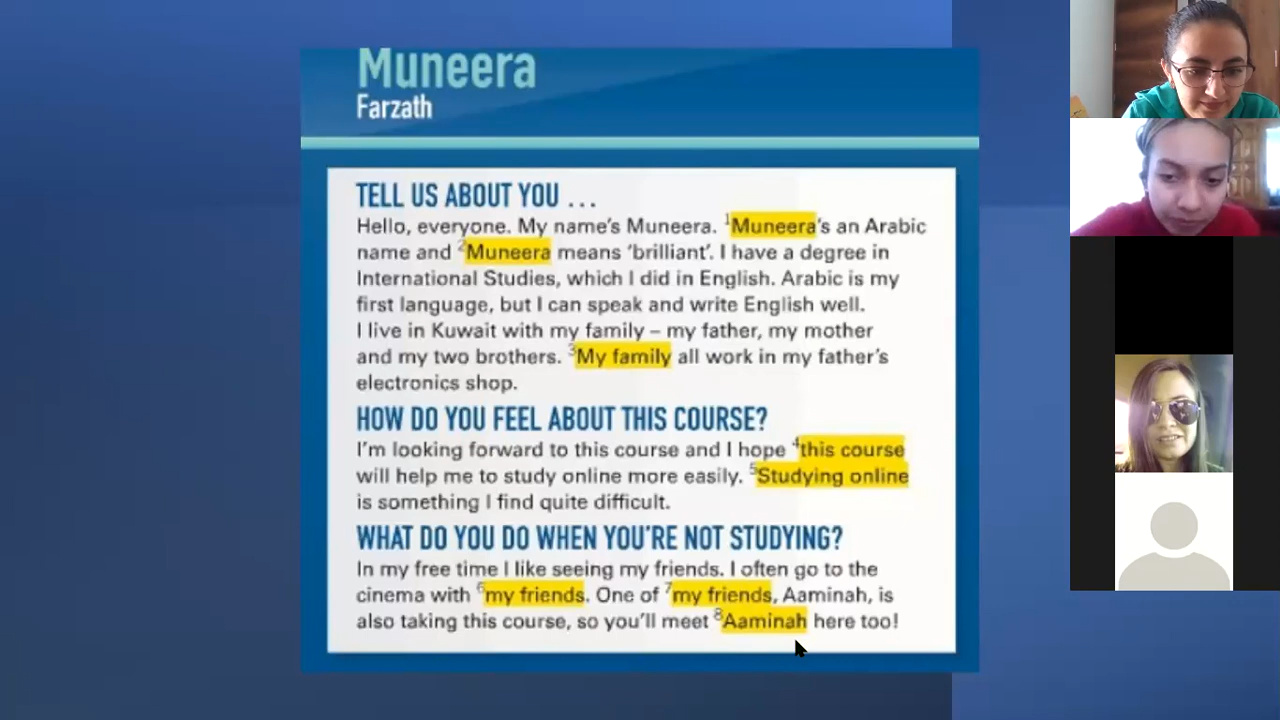 Muneera
Farzath
TELL US ABOUT YOU ...
Hello, everyone. My name's Muneera. ¹Muneera's an Arabic
name and ²Muneera means 'brilliant'. I have a degree in
International Studies, which I did in English. Arabic is my
first language, but I can speak and write English well.
I live in Kuwait with my family – my father, my mother
and my two brothers. ³My family all work in my father's
electronics shop.
HOW DO YOU FEEL ABOUT THIS COURSE?
I'm looking forward to this course and I hope ⁴this course
will help me to study online more easily. ⁵Studying online
is something I find quite difficult.
WHAT DO YOU DO WHEN YOU'RE NOT STUDYING?
In my free time I like seeing my friends. I often go to the
cinema with ⁶my friends. One of ⁷my friends, Aaminah, is
also taking this course, so you'll meet ⁸Aaminah here too!